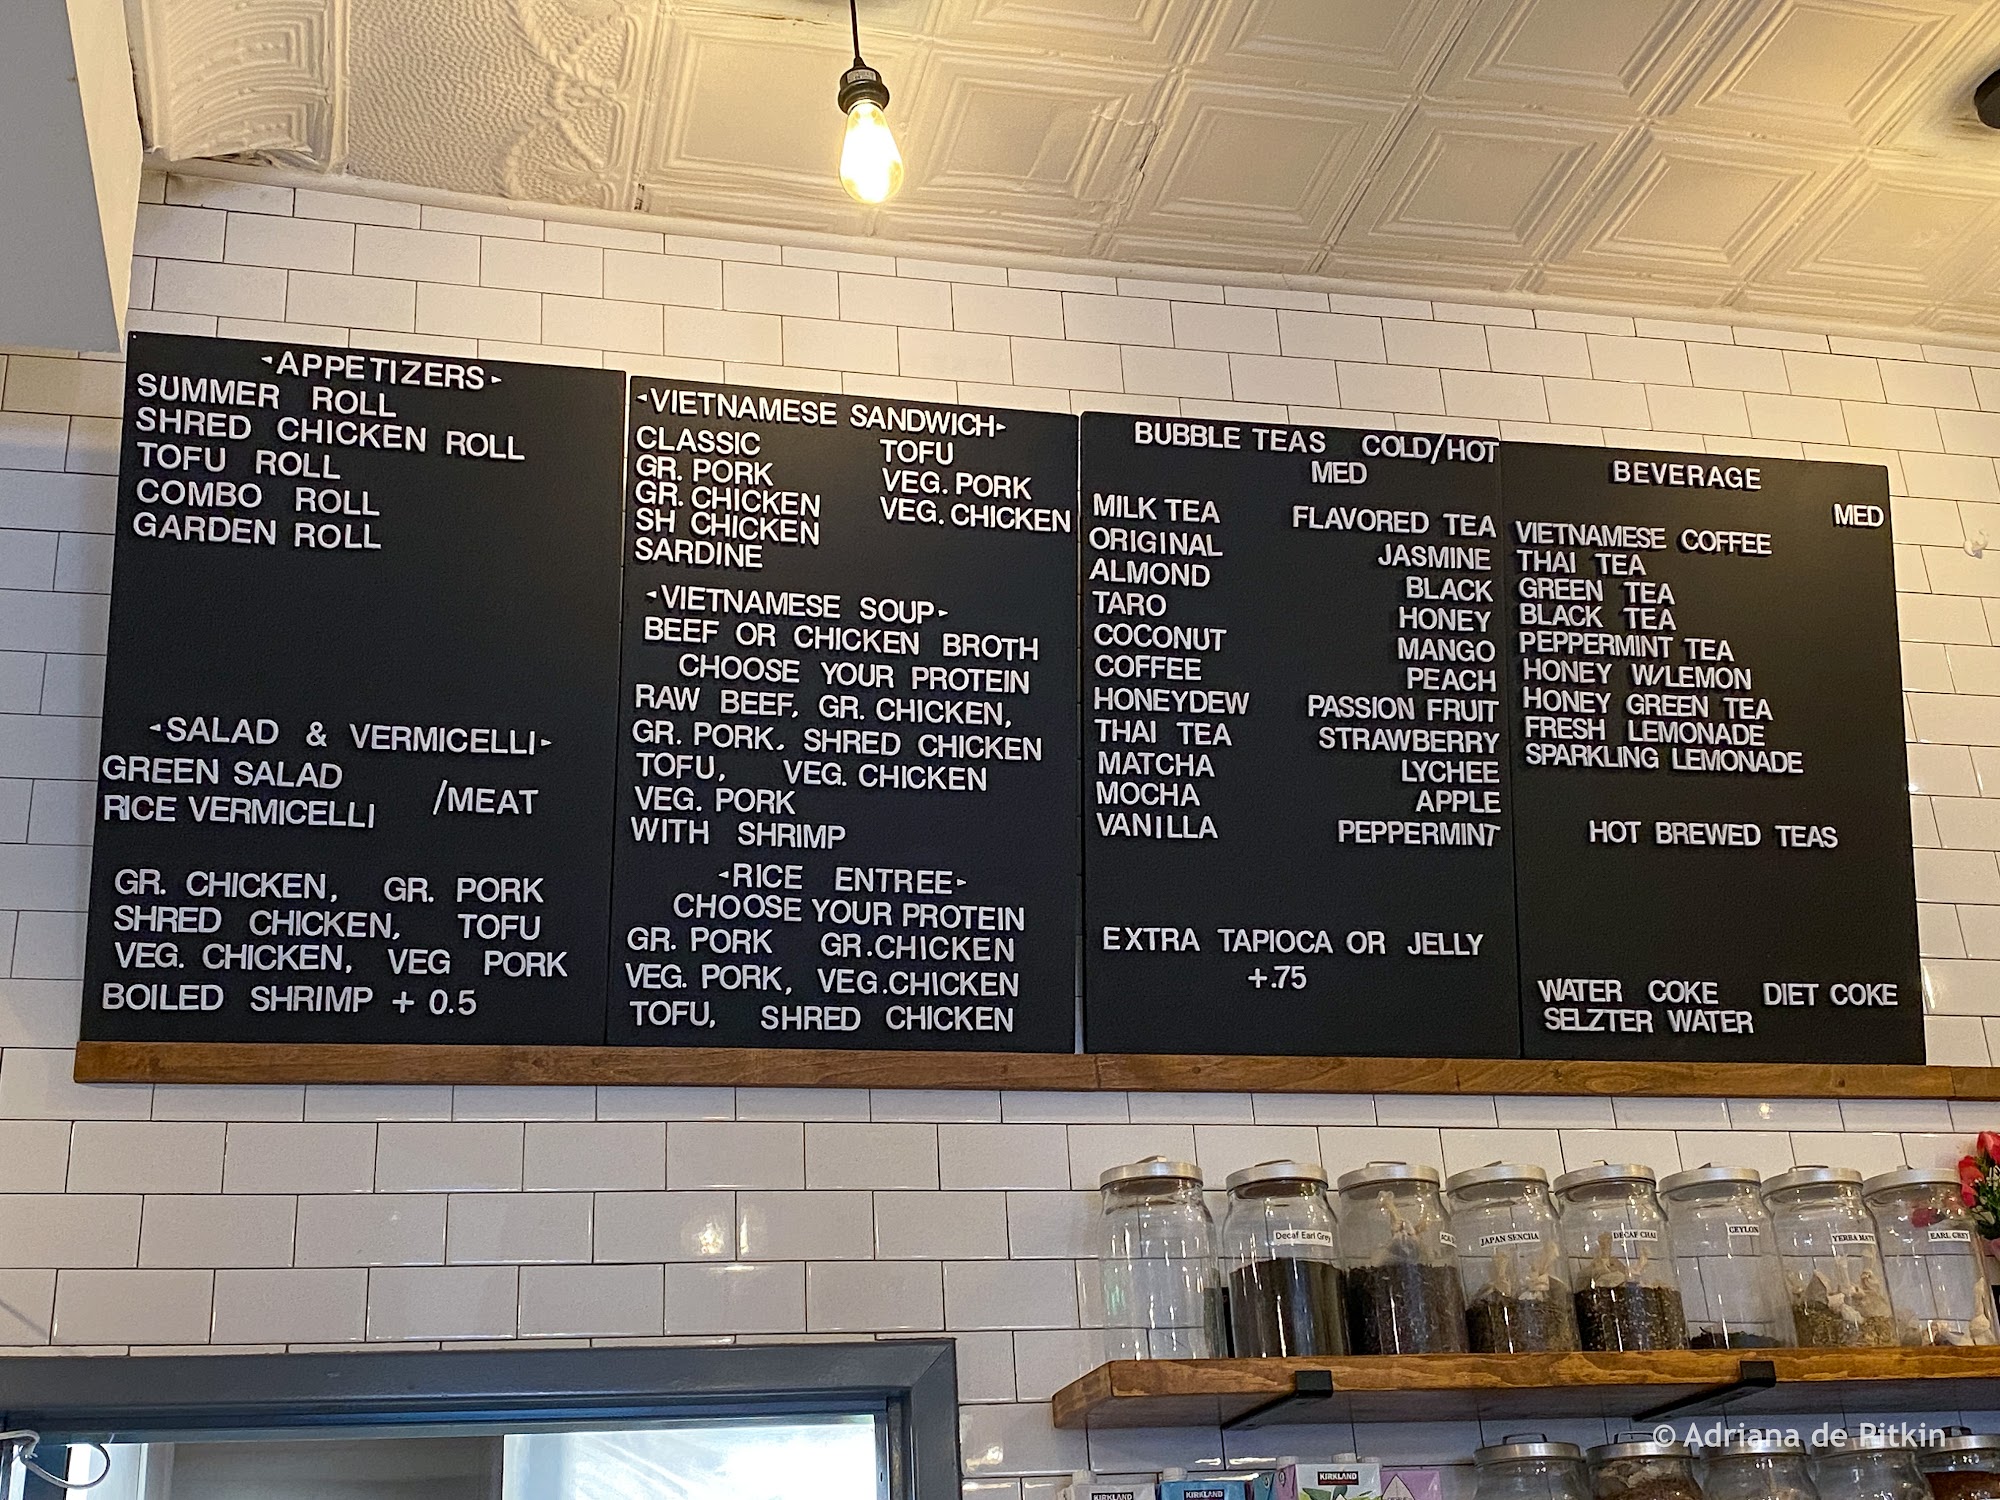 -APPETIZERS-
SUMMER ROLL
SHRED CHICKEN ROLL
TOFU ROLL
COMBO ROLL
GARDEN ROLL
-SALAD & VERMICELLI-
GREEN SALAD
/MEAT
RICE VERMICELLI
GR. CHICKEN, GR. PORK
SHRED CHICKEN, TOFU
VEG. CHICKEN, VEG PORK
BOILED SHRIMP + 0.5
-VIETNAMESE SANDWICH-
CLASSIC TOFU
GR. PORK VEG. PORK
GR. CHICKEN VEG. CHICKEN
SH CHICKEN
SARDINE
-VIETNAMESE SOUP-
BEEF OR CHICKEN BROTH
CHOOSE YOUR PROTEIN
RAW BEEF, GR. CHICKEN,
GR. PORK, SHRED CHICKEN
TOFU, VEG. CHICKEN
VEG. PORK
WITH SHRIMP
-RICE ENTREE-
CHOOSE YOUR PROTEIN
GR. PORK GR.CHICKEN
VEG. PORK, VEG.CHICKEN
TOFU, SHRED CHICKEN
BUBBLE TEAS COLD/HOT
MED
MILK TEA FLAVORED TEA
ORIGINAL JASMINE
ALMOND BLACK
TARO HONEY
COCONUT MANGO
COFFEE PEACH
HONEYDEW PASSION FRUIT
THAI TEA STRAWBERRY
MATCHA LYCHEE
MOCHA APPLE
VANILLA PEPPERMINT
EXTRA TAPIOCA OR JELLY
+.75
BEVERAGE
MED
VIETNAMESE COFFEE
THAI TEA
GREEN TEA
BLACK TEA
PEPPERMINT TEA
HONEY W/LEMON
HONEY GREEN TEA
FRESH LEMONADE
SPARKLING LEMONADE
HOT BREWED TEAS
WATER COKE DIET COKE
SELZTER WATER
Decaf Earl Grey
JAPAN SENCHA
DECAF CHAI
CEYLON
YERBA MATE
EARL GREY
© Adriana de Pitkin
KIRKLAND
KIRKLAND
KIRKLAND